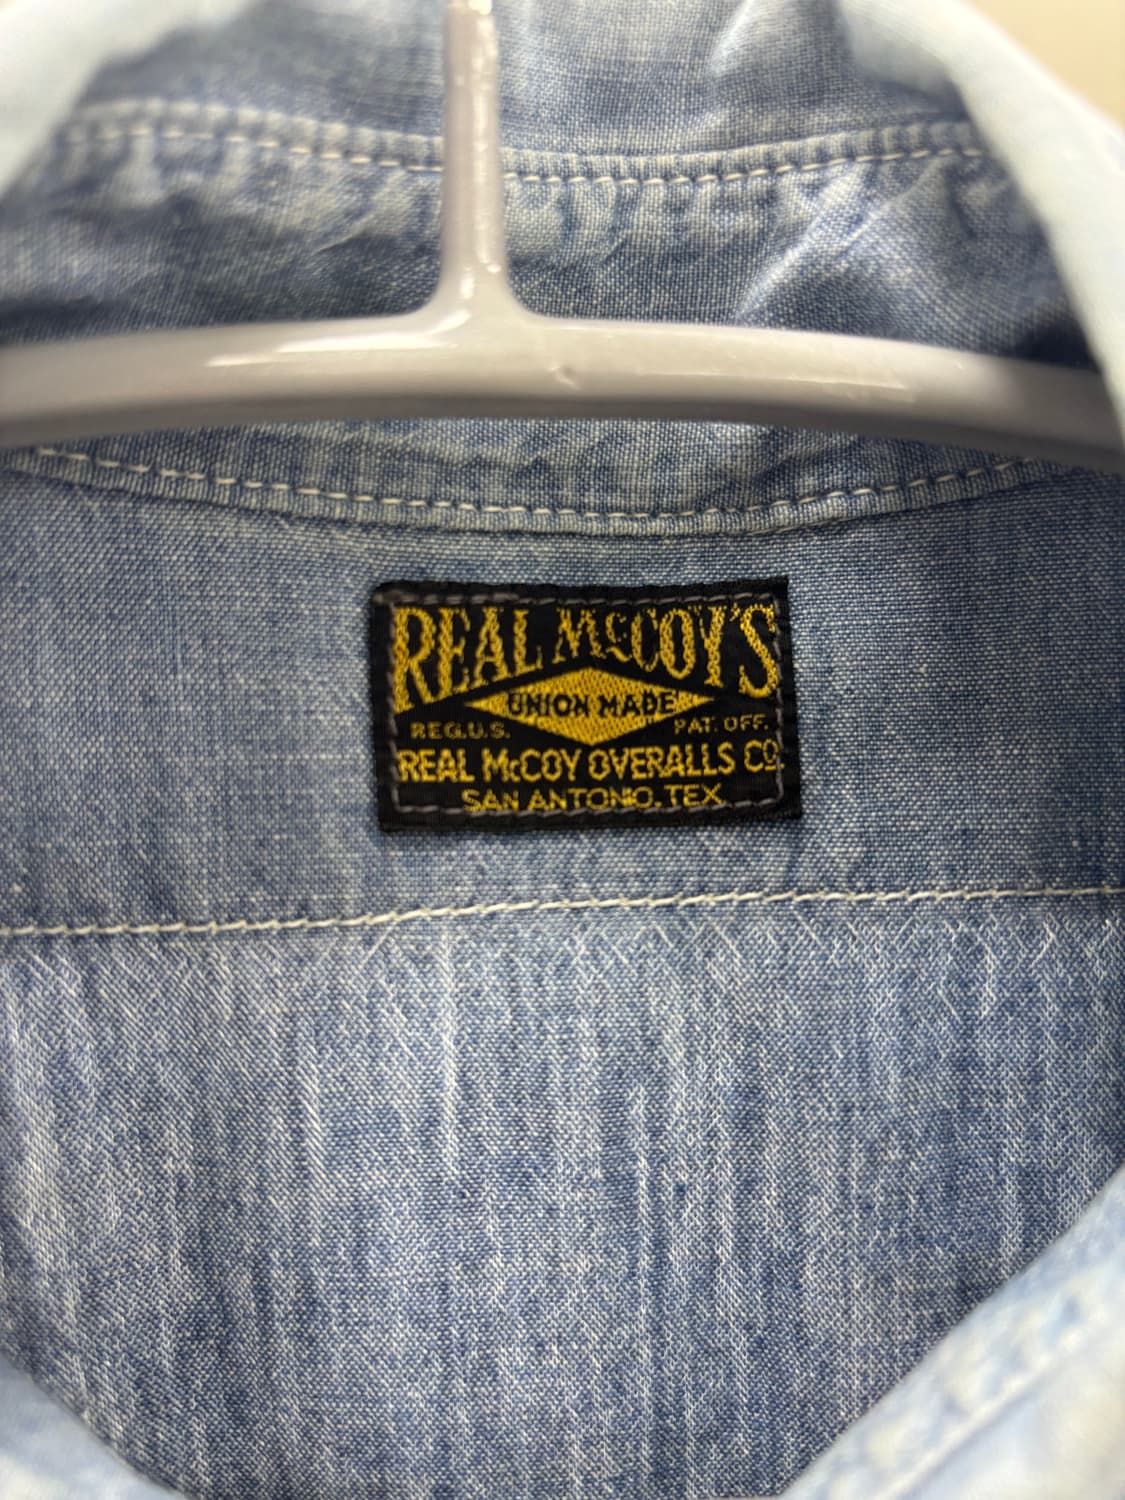 REAL McCOY'S
UNION MADE
REG.U.S. PAT. OFF.
REAL McCOY OVERALLS Co
SAN ANTONIO, TEX